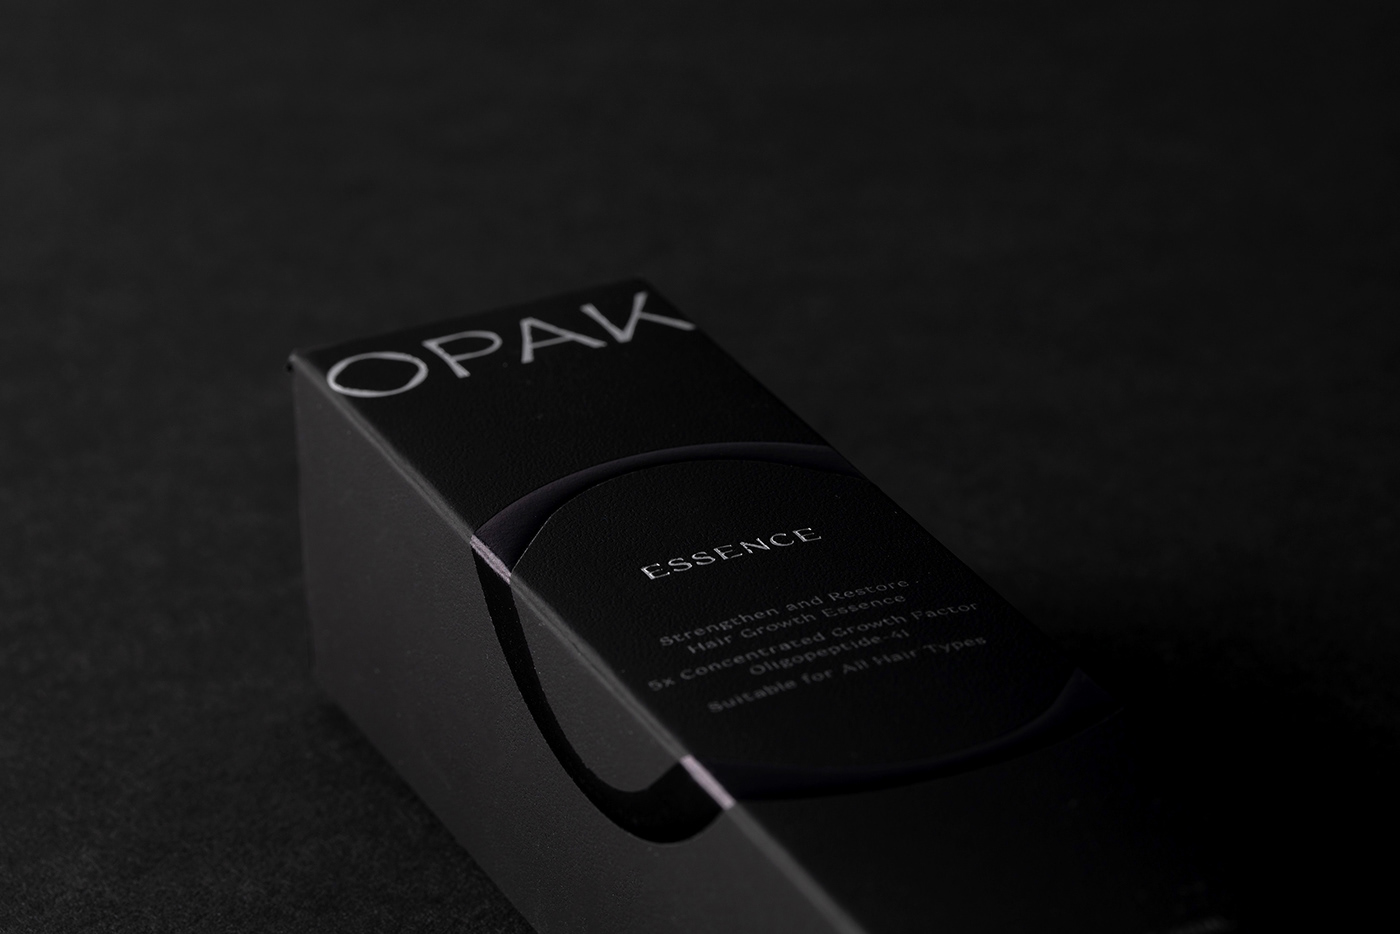 OPAK
ESSENCE
Strengthen and Restore
Hair Growth Essence
5x Concentrated Growth Factor
Oligopeptide-41
Suitable for All Hair Types